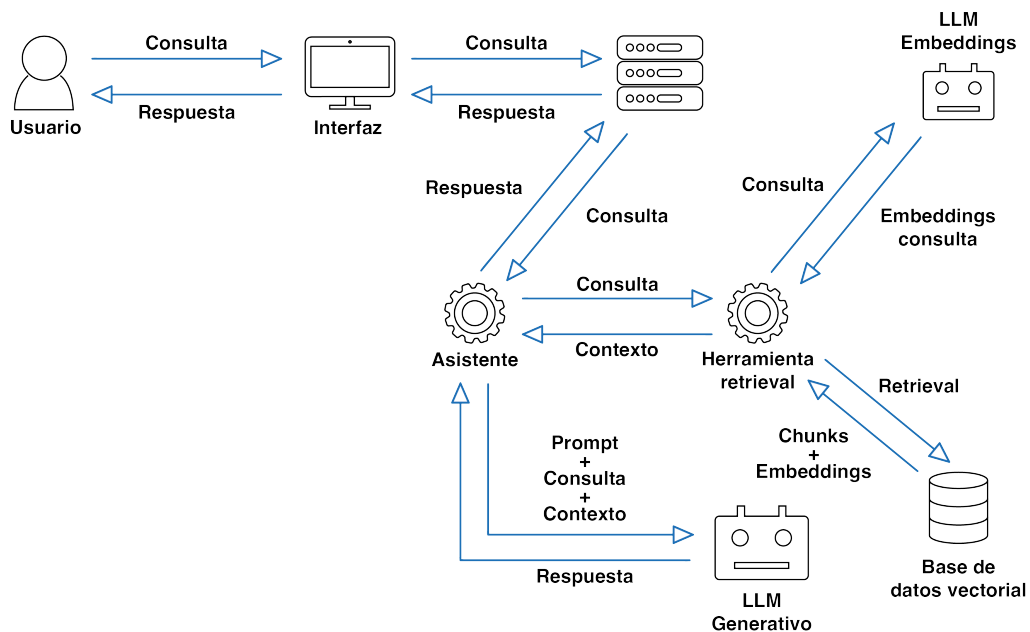 LLM
Embeddings
Consulta
Consulta
Respuesta
Respuesta
Usuario
Interfaz
Respuesta
Consulta
Consulta
Embeddings
consulta
Consulta
Contexto
Asistente
Herramienta
retrieval
Retrieval
Chunks
+
Embeddings
Prompt
+
Consulta
+
Contexto
Respuesta
Base de
datos vectorial
LLM
Generativo